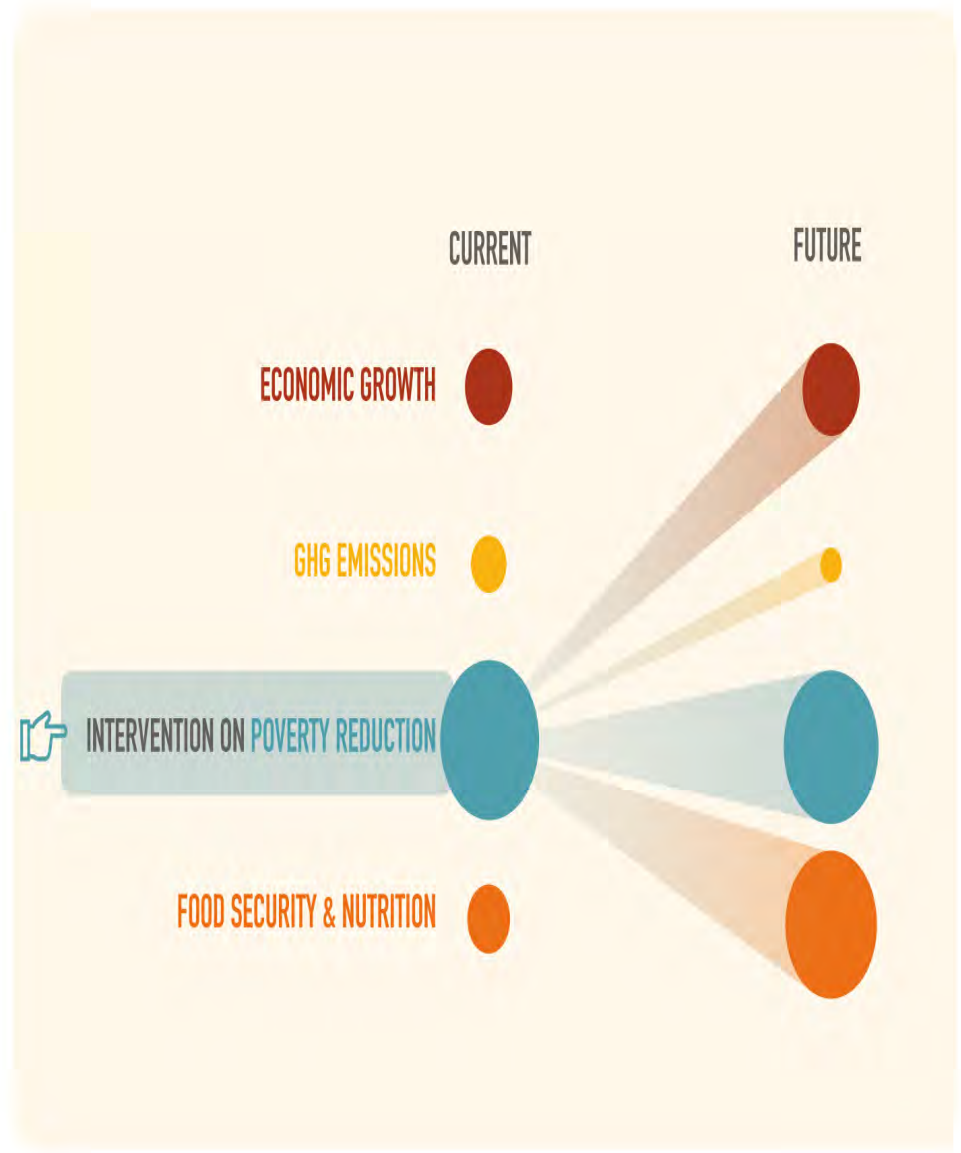 CURRENT
FUTURE
ECONOMIC GROWTH
GHG EMISSIONS
INTERVENTION ON POVERTY REDUCTION
FOOD SECURITY & NUTRITION